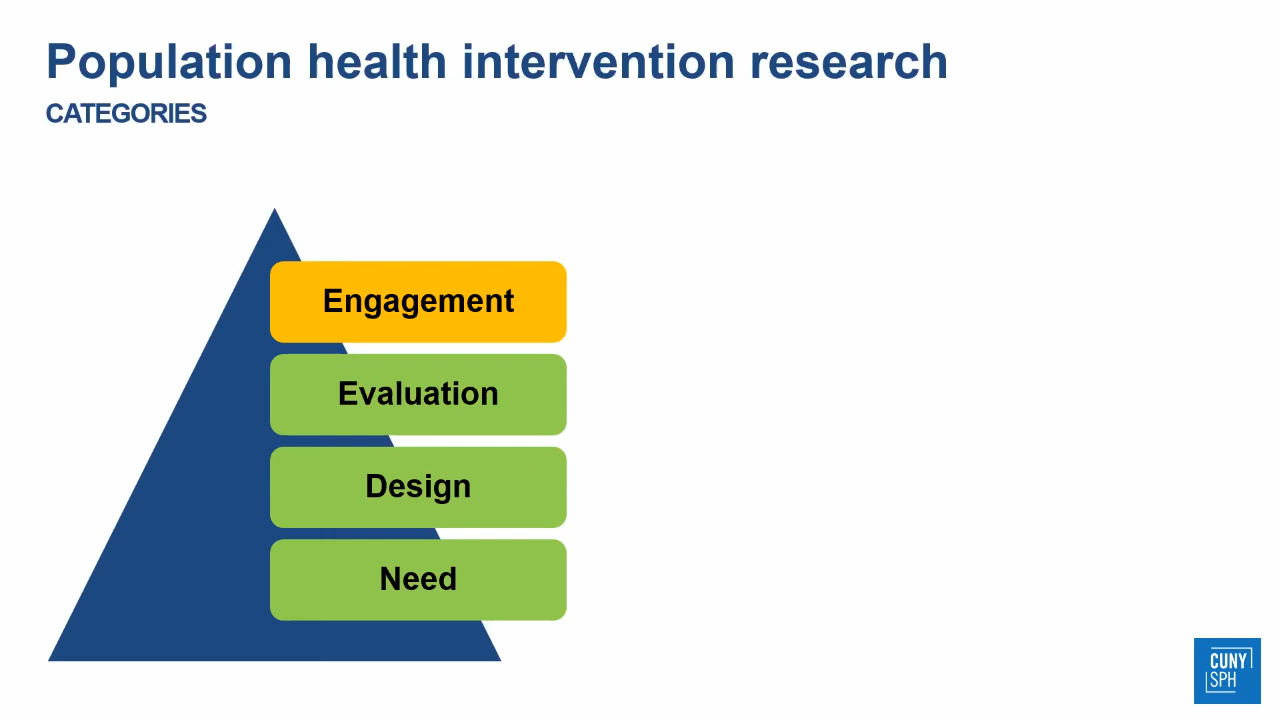 Population health intervention research
CATEGORIES
Engagement
Evaluation
Design
Need
CUNY
SPH